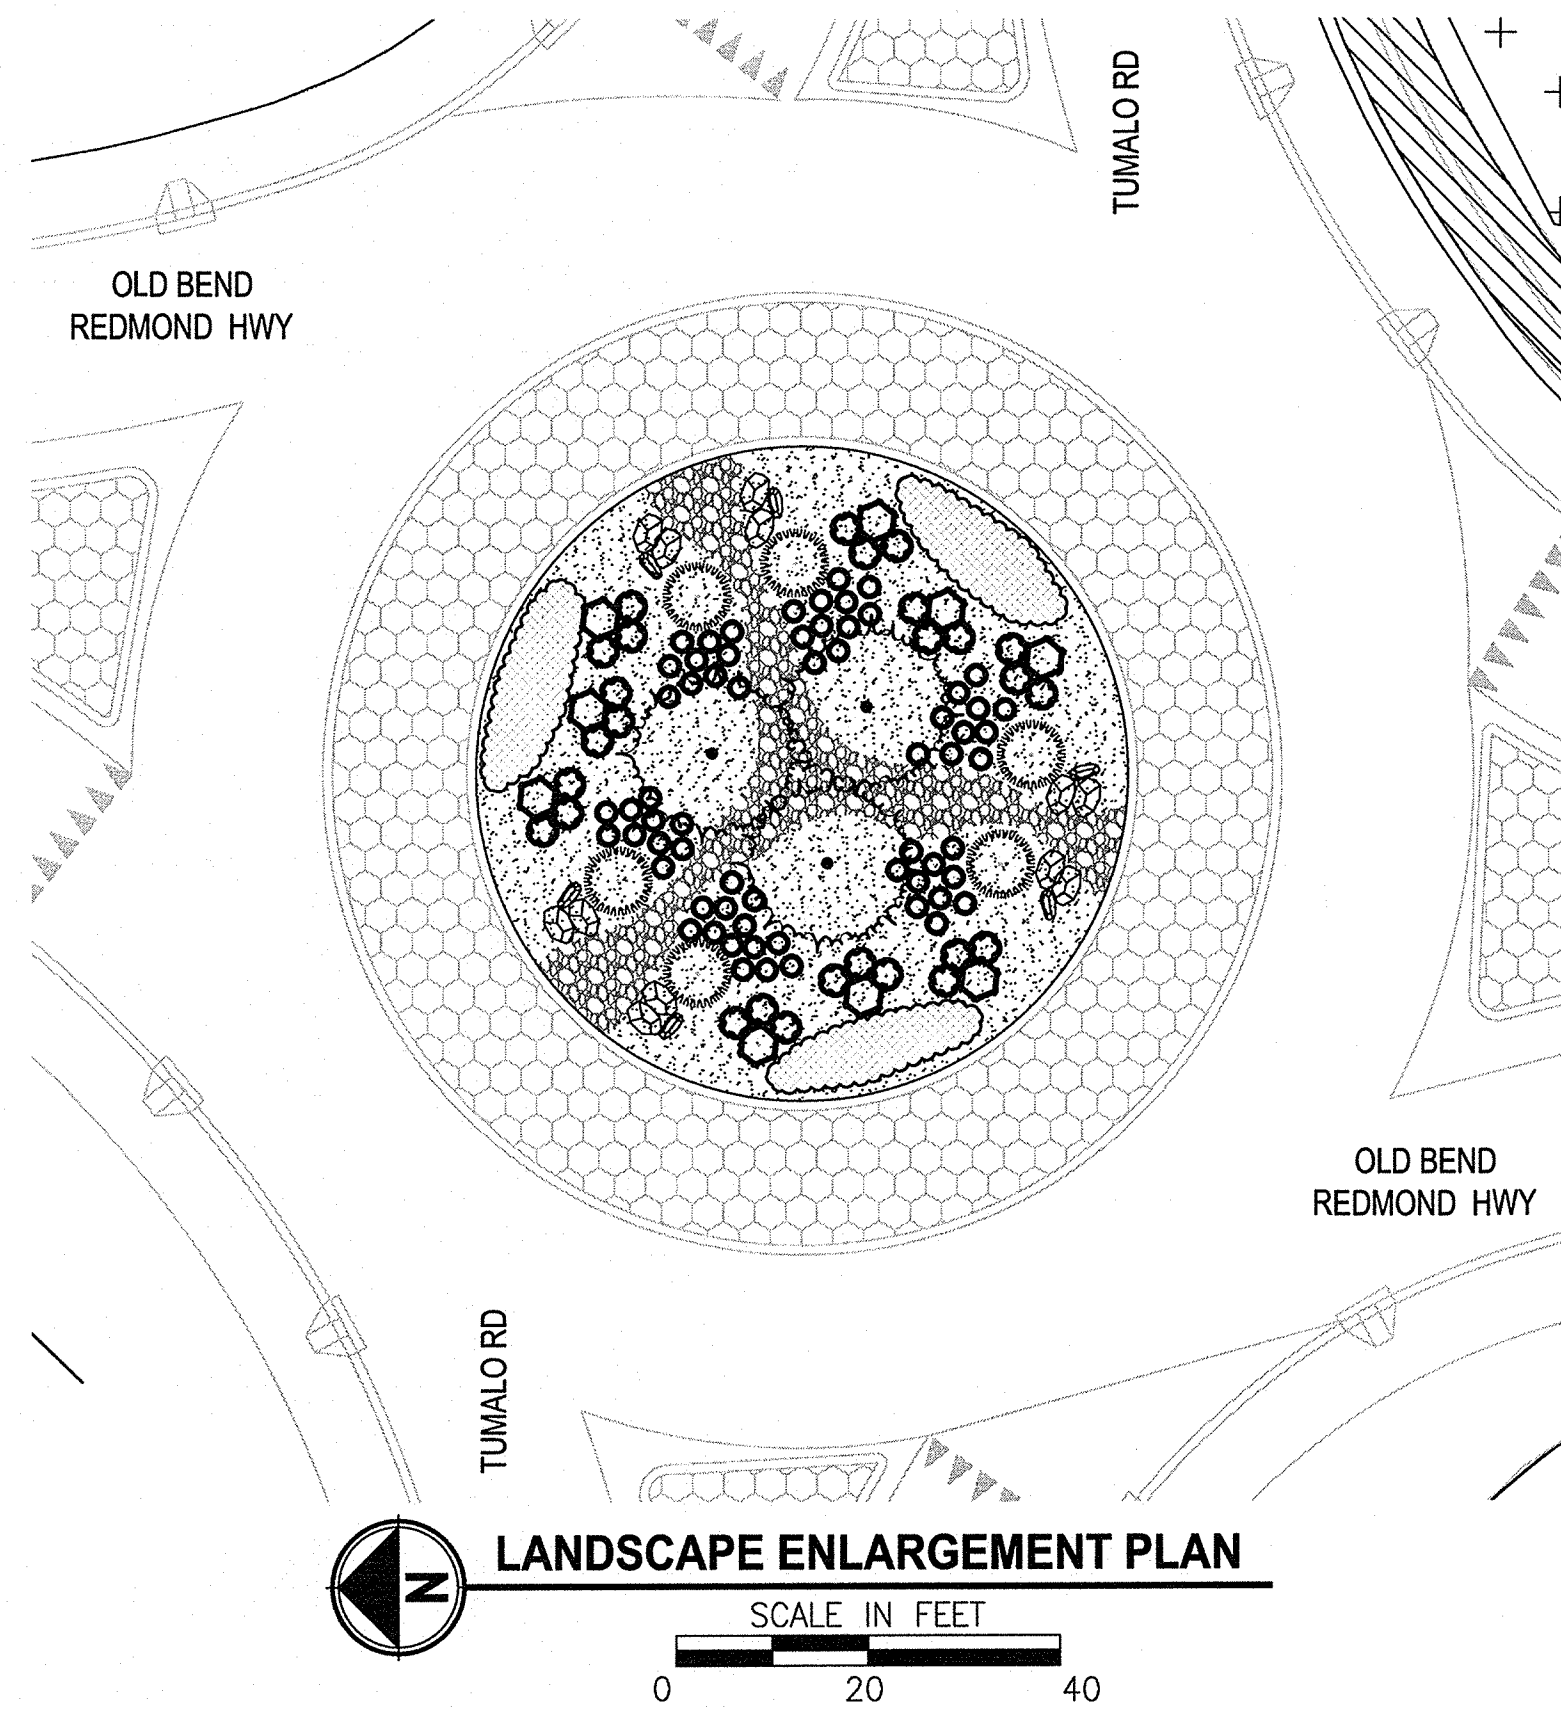 TUMALO RD
OLD BEND
REDMOND HWY
OLD BEND
REDMOND HWY
TUMALO RD
N
LANDSCAPE ENLARGEMENT PLAN
SCALE IN FEET
0 20 40